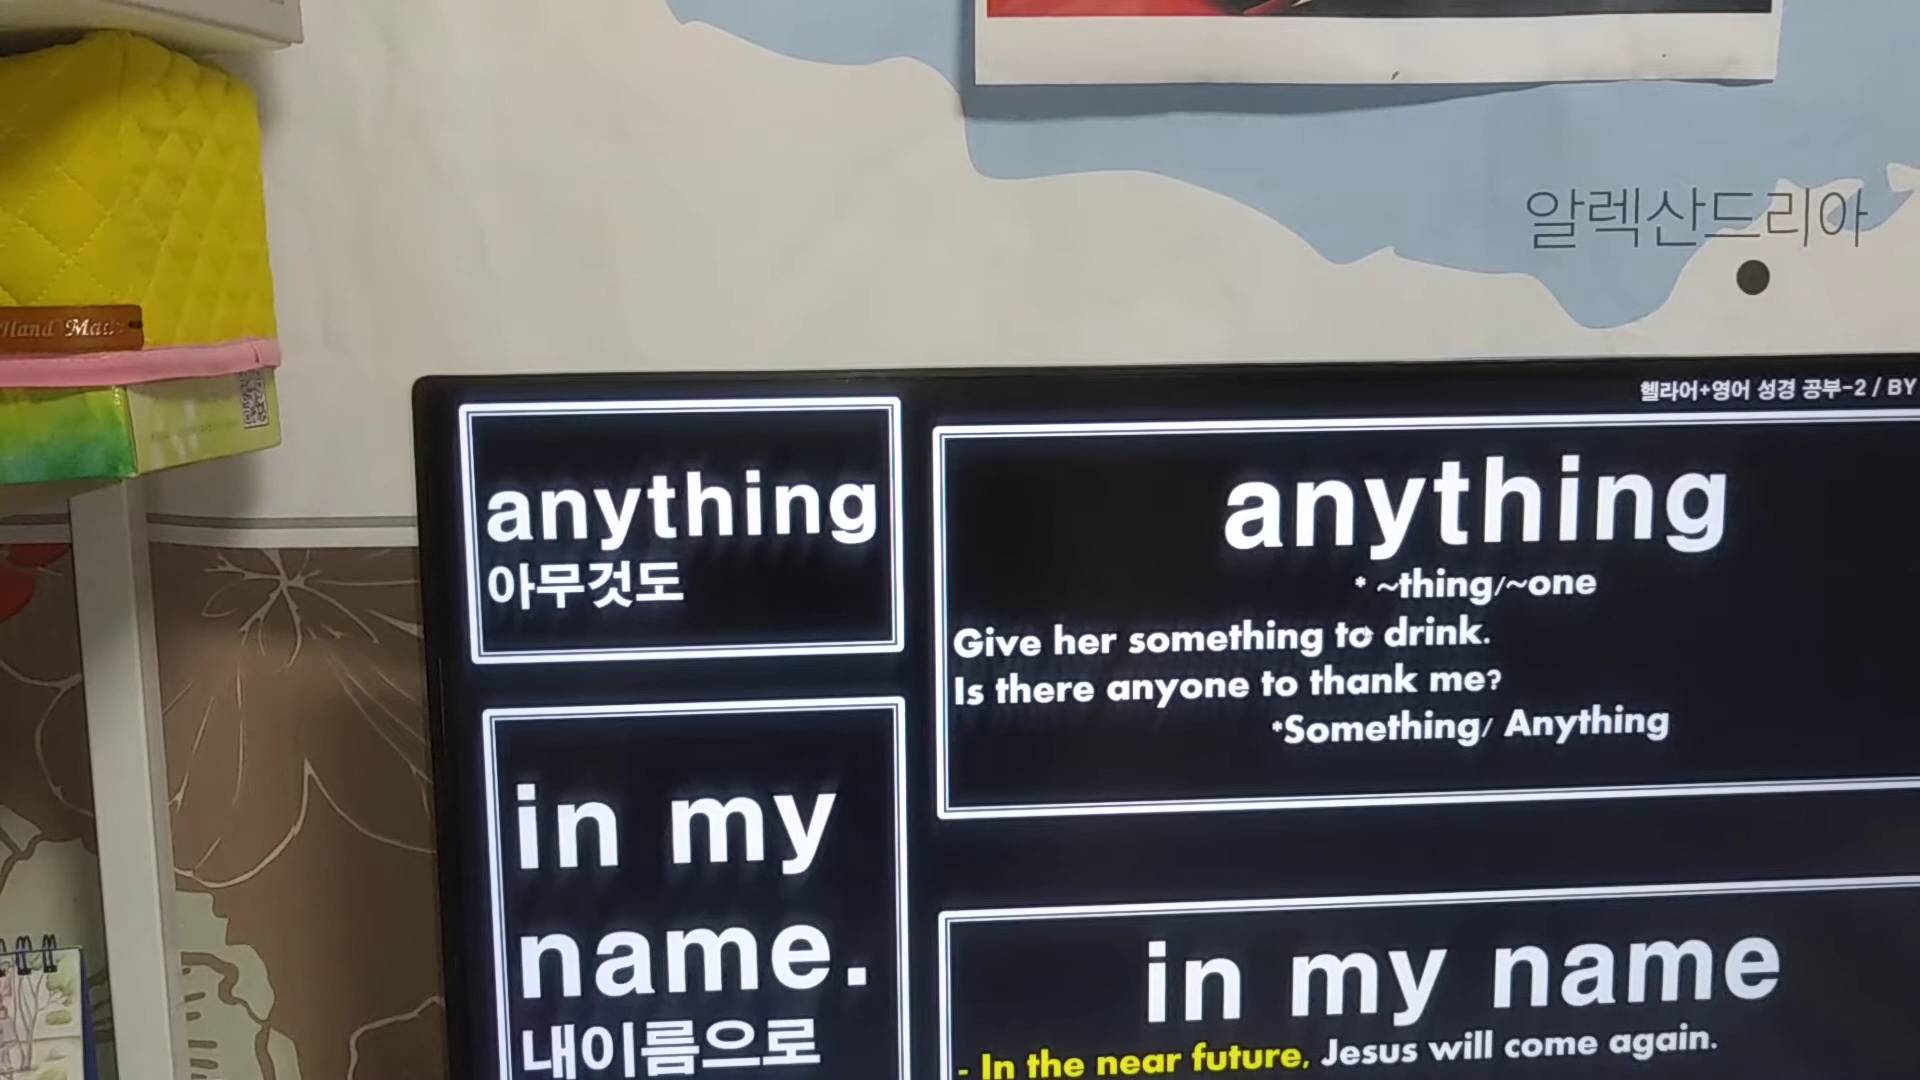 알렉산드리아
Hand Made
헬라어+영어 성경 공부-2 / BY
anything
아무것도
anything
* ~thing/~one
Give her something to drink.
Is there anyone to thank me?
*Something/ Anything
in my
name.
내이름으로
in my name
- In the near future, Jesus will come again.